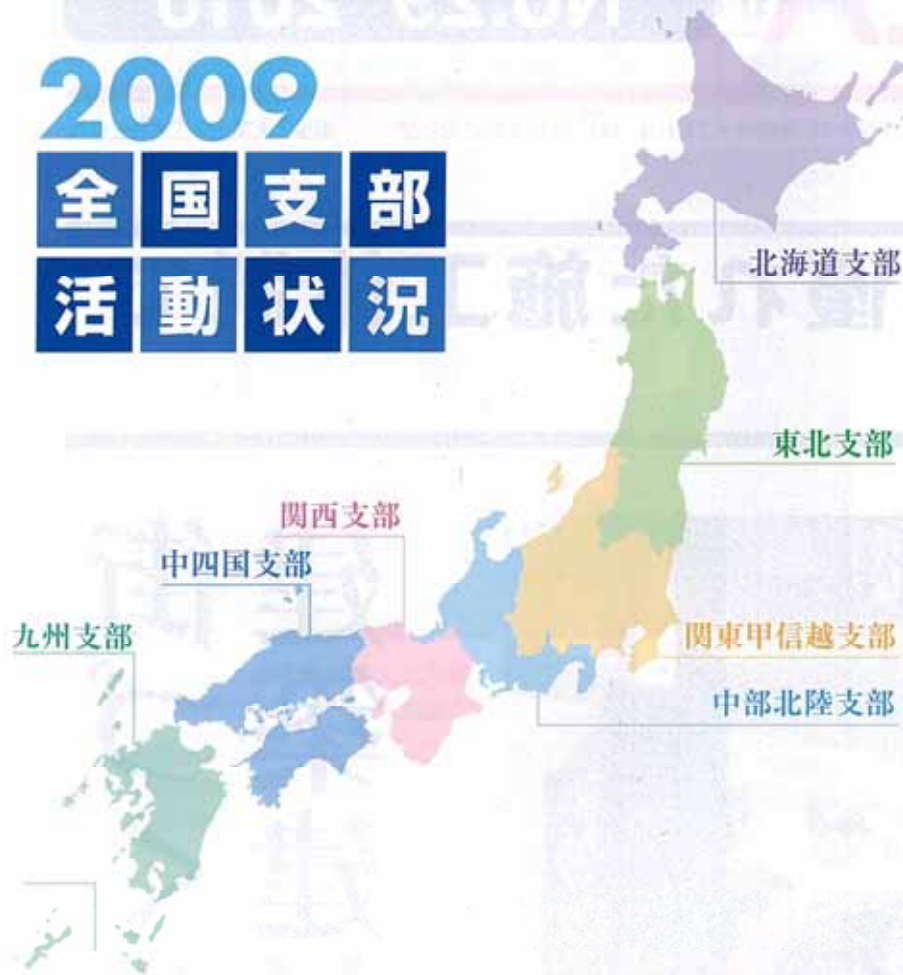 2009
全国支部
活動状況
北海道支部
東北支部
関西支部
中四国支部
九州支部
関東甲信越支部
中部北陸支部